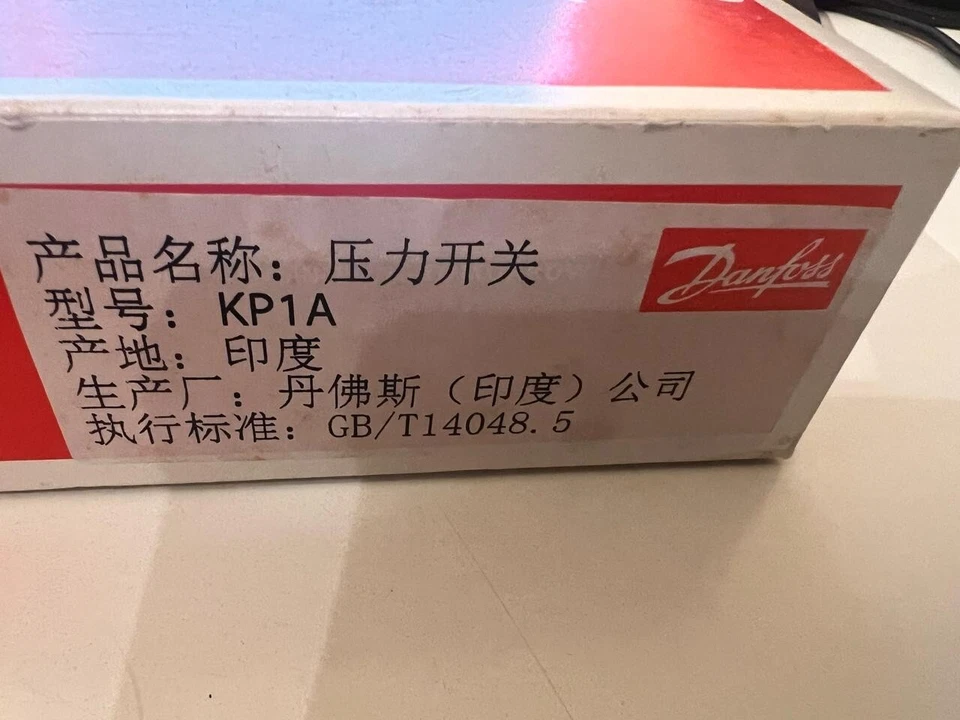 产品名称：压力开关
Danfoss
型号：KP1A
产地：印度
生产厂：丹佛斯（印度）公司
执行标准：GB/T14048.5